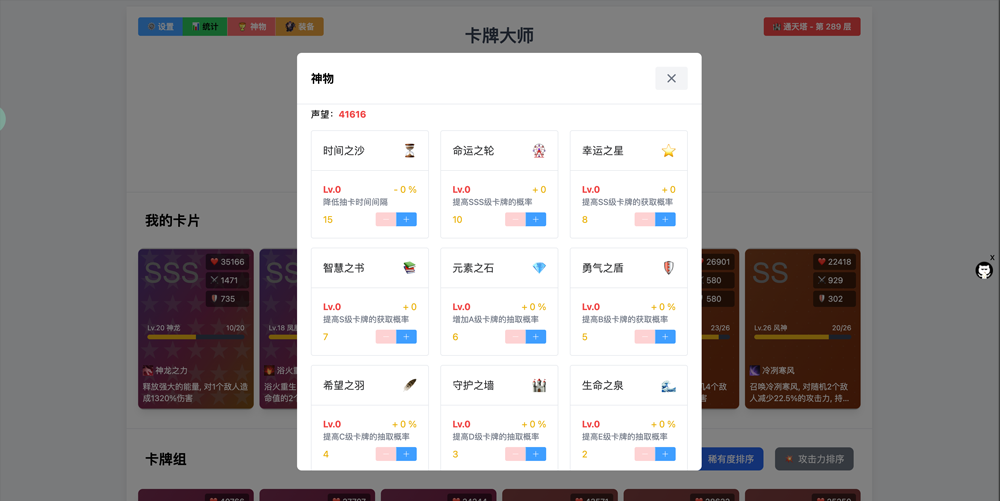 设置 统计 神物 装备
卡牌大师
通天塔 - 第 289 层
神物
声望: 41616
时间之沙
Lv.0 - 0 %
降低抽卡时间间隔
15 - +
命运之轮
Lv.0 + 0
提高SSS级卡牌的概率
10 - +
幸运之星
Lv.0 + 0
提高SS级卡牌的获取概率
8 - +
智慧之书
Lv.0 + 0
提高S级卡牌的获取概率
7 - +
元素之石
Lv.0 + 0 %
增加A级卡牌的抽取概率
6 - +
勇气之盾
Lv.0 + 0 %
提高B级卡牌的获取概率
5 - +
希望之羽
Lv.0 + 0 %
提高C级卡牌的抽取概率
4 - +
守护之墙
Lv.0 + 0 %
提高D级卡牌的抽取概率
3 - +
生命之泉
Lv.0 + 0 %
提高E级卡牌的抽取概率
2 - +
我的卡片
SSS
35166
1471
735
Lv.20 神龙 10/20
神龙之力
释放强大的能量, 对1个敌人造
成1320%伤害
SS
Lv.18
浴火重
浴火重生
命值的2
26901
580
580
23/26
机4个敌
伤害
SS
22418
929
302
Lv.26 风神 20/26
冷冽寒风
召唤冷冽寒风, 对随机2个敌
人减少22.5%的攻击力, 持...
卡牌组
稀有度排序
攻击力排序
x